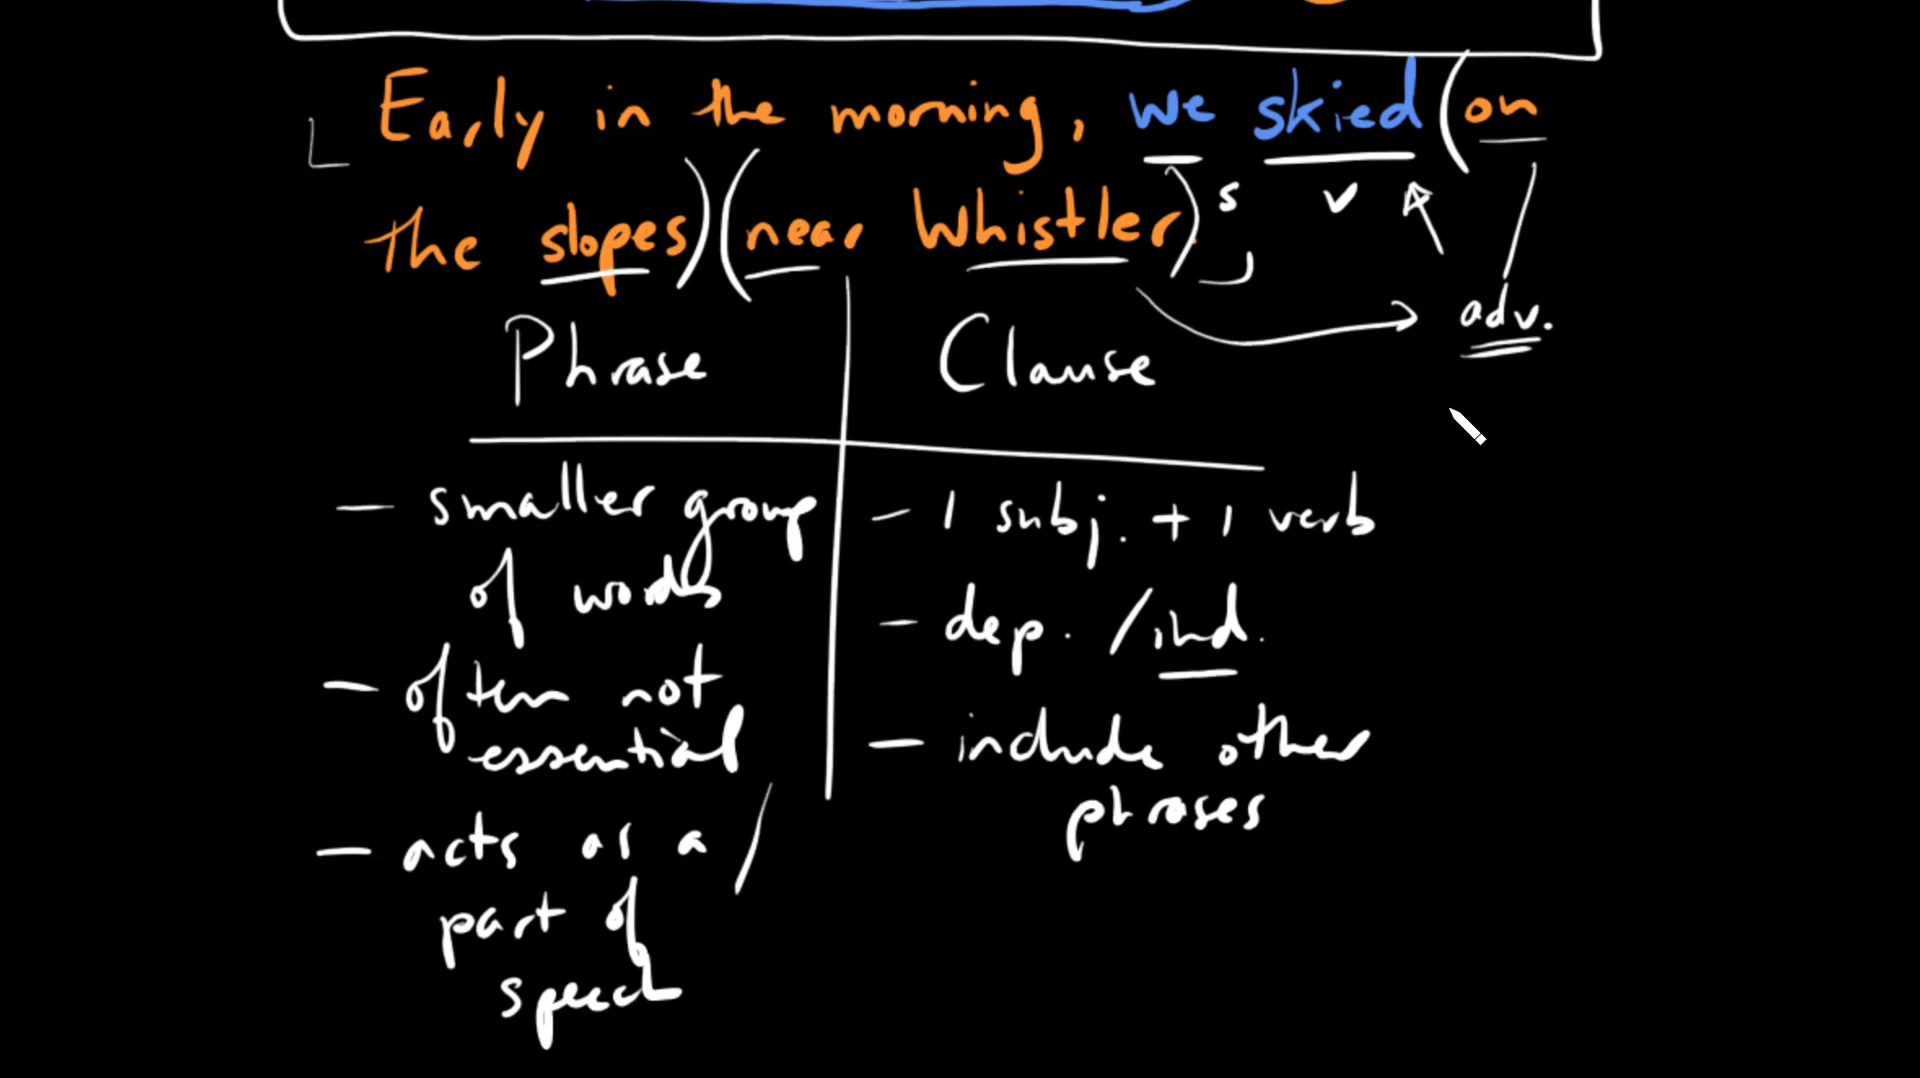 Early in the morning, we skied (on
the slopes) (near Whistler).
s v
adv.
Phrase Clause
- smaller group
of words
- often not
essential
- acts as a /
part of
speech
- 1 subj. + 1 verb
- dep. / ind.
- include other
phrases